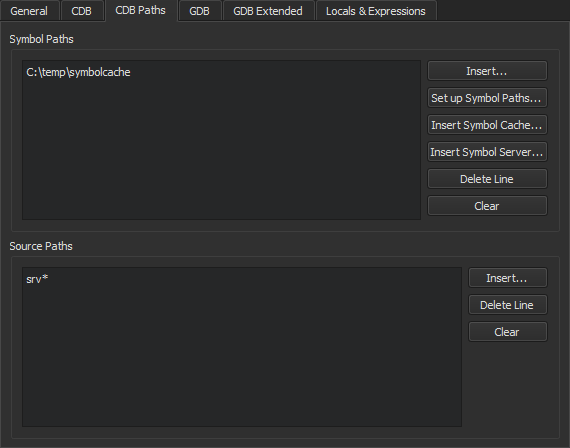 General
CDB
CDB Paths
GDB
GDB Extended
Locals & Expressions
Symbol Paths
C:\temp\symbolcache
Insert...
Set up Symbol Paths...
Insert Symbol Cache...
Insert Symbol Server...
Delete Line
Clear
Source Paths
srv*
Insert...
Delete Line
Clear